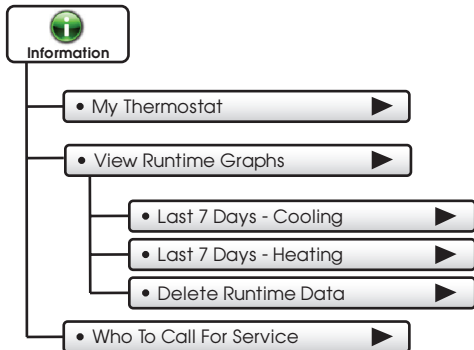 Information
• My Thermostat
• View Runtime Graphs
• Last 7 Days - Cooling
• Last 7 Days - Heating
• Delete Runtime Data
• Who To Call For Service